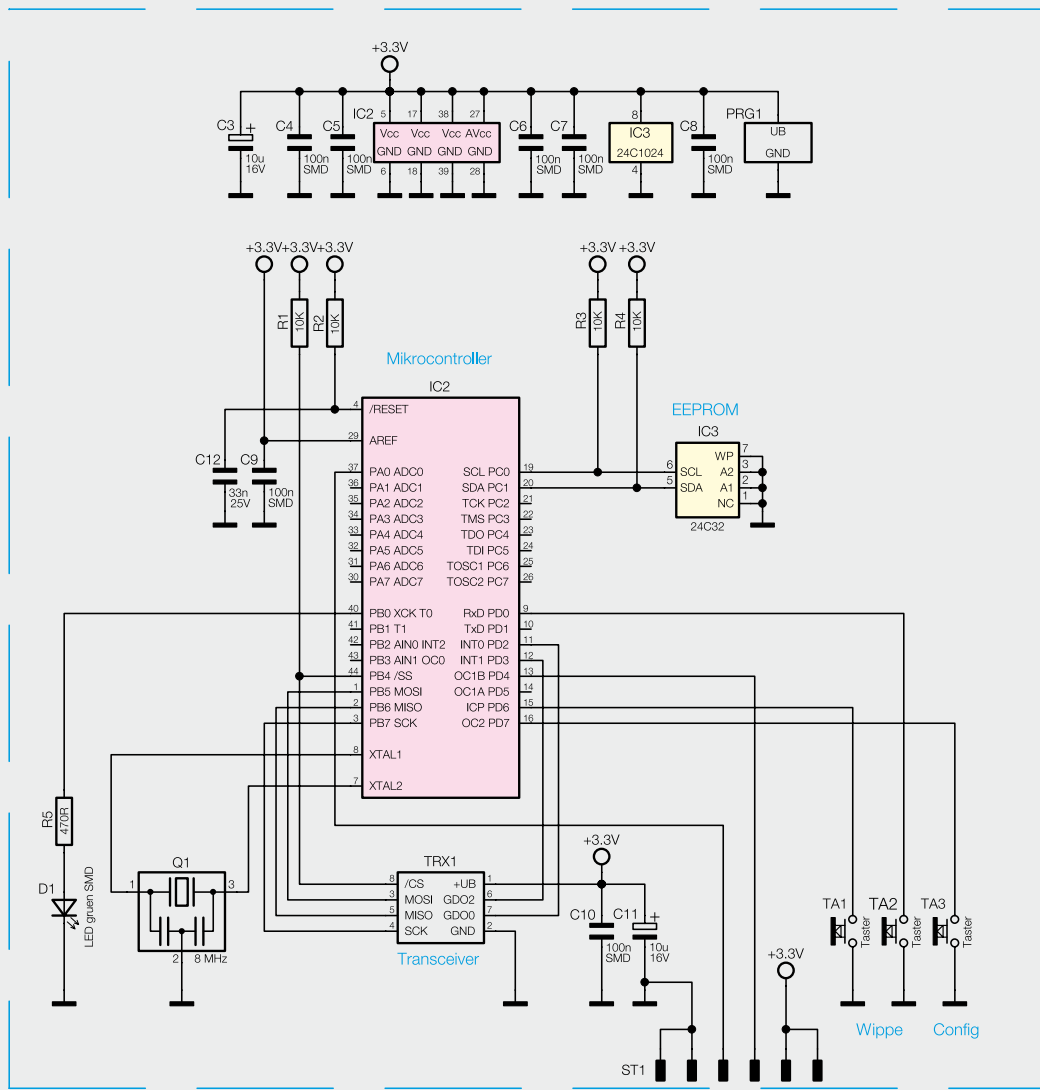 +3.3V
IC2
5 17 38 27
Vcc Vcc Vcc AVcc
GND GND GND GND
6 18 39 28
C3
+
10u
16V
C4
100n
SMD
C5
100n
SMD
C6
100n
SMD
C7
100n
SMD
8
IC3
24C1024
4
C8
100n
SMD
PRG1
UB
GND
+3.3V +3.3V +3.3V
R1
10K
R2
10K
+3.3V +3.3V
R3
10K
R4
10K
Mikrocontroller
IC2
4 /RESET
29 AREF
37 PA0 ADC0
36 PA1 ADC1
35 PA2 ADC2
34 PA3 ADC3
33 PA4 ADC4
32 PA5 ADC5
31 PA6 ADC6
30 PA7 ADC7
40 PB0 XCK T0
41 PB1 T1
42 PB2 AIN0 INT2
43 PB3 AIN1 OC0
44 PB4 /SS
1 PB5 MOSI
2 PB6 MISO
3 PB7 SCK
8 XTAL1
7 XTAL2
SCL PC0 19
SDA PC1 20
TCK PC2 21
TMS PC3 22
TDO PC4 23
TDI PC5 24
TOSC1 PC6 25
TOSC2 PC7 26
RxD PD0 9
TxD PD1 10
INT0 PD2 11
INT1 PD3 12
OC1B PD4 13
OC1A PD5 14
ICP PD6 15
OC2 PD7 16
C12
33n
25V
C9
100n
SMD
EEPROM
IC3
6 SCL
5 SDA
WP 7
A2 3
A1 2
NC 1
24C32
R5
470R
D1
LED gruen SMD
Q1
1 3
2 8 MHz
TRX1
8 /CS
3 MOSI
5 MISO
4 SCK
+UB 1
GDO2 6
GDO0 7
GND 2
Transceiver
+3.3V
C10
100n
SMD
C11
+
10u
16V
+3.3V
ST1
TA1
Taster
TA2
Taster
TA3
Taster
Wippe
Config